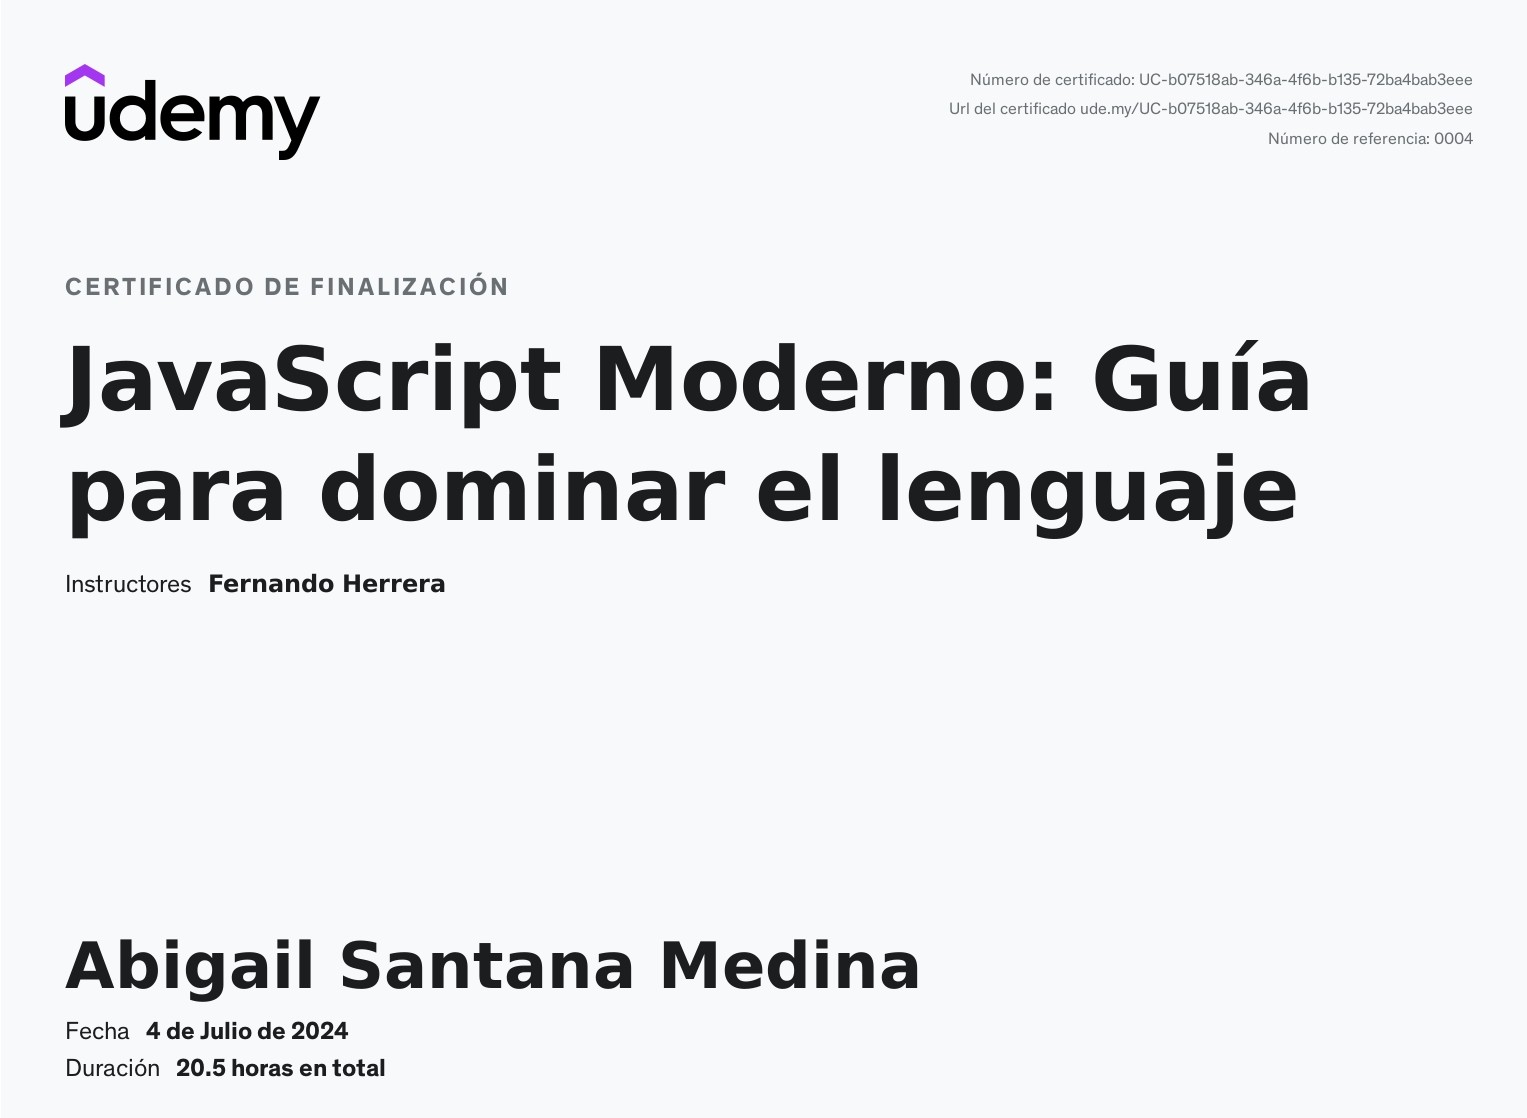 udemy
Número de certificado: UC-b07518ab-346a-4f6b-b135-72ba4bab3eee
Url del certificado ude.my/UC-b07518ab-346a-4f6b-b135-72ba4bab3eee
Número de referencia: 0004
CERTIFICADO DE FINALIZACIÓN
JavaScript Moderno: Guía
para dominar el lenguaje
Instructores Fernando Herrera
Abigail Santana Medina
Fecha 4 de Julio de 2024
Duración 20.5 horas en total